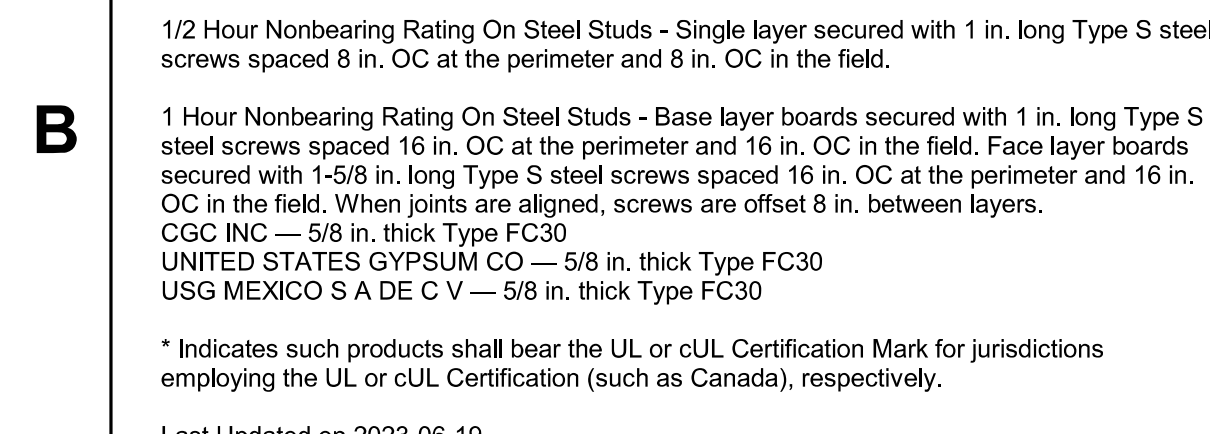 1/2 Hour Nonbearing Rating On Steel Studs - Single layer secured with 1 in. long Type S steel
screws spaced 8 in. OC at the perimeter and 8 in. OC in the field.
B
1 Hour Nonbearing Rating On Steel Studs - Base layer boards secured with 1 in. long Type S
steel screws spaced 16 in. OC at the perimeter and 16 in. OC in the field. Face layer boards
secured with 1-5/8 in. long Type S steel screws spaced 16 in. OC at the perimeter and 16 in.
OC in the field. When joints are aligned, screws are offset 8 in. between layers.
CGC INC — 5/8 in. thick Type FC30
UNITED STATES GYPSUM CO — 5/8 in. thick Type FC30
USG MEXICO S A DE C V — 5/8 in. thick Type FC30
* Indicates such products shall bear the UL or cUL Certification Mark for jurisdictions
employing the UL or cUL Certification (such as Canada), respectively.
Last Updated on 2023-06-19